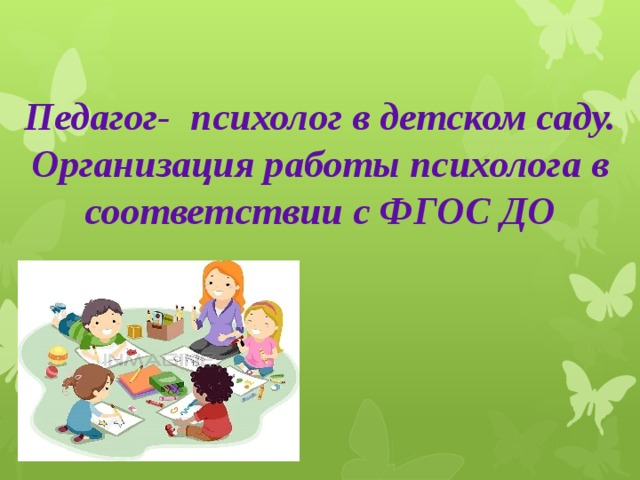 Педагог-  психолог в детском саду.
Организация работы психолога в
соответствии с ФГОС ДО